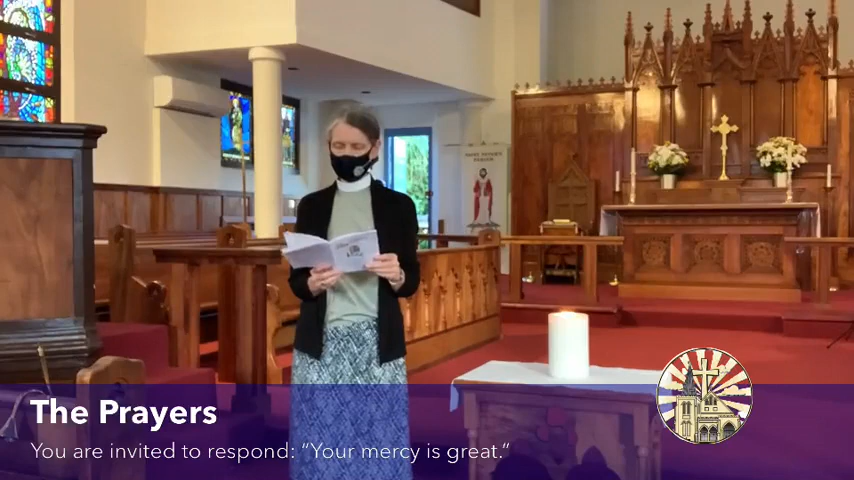 The Prayers
You are invited to respond: “Your mercy is great.”